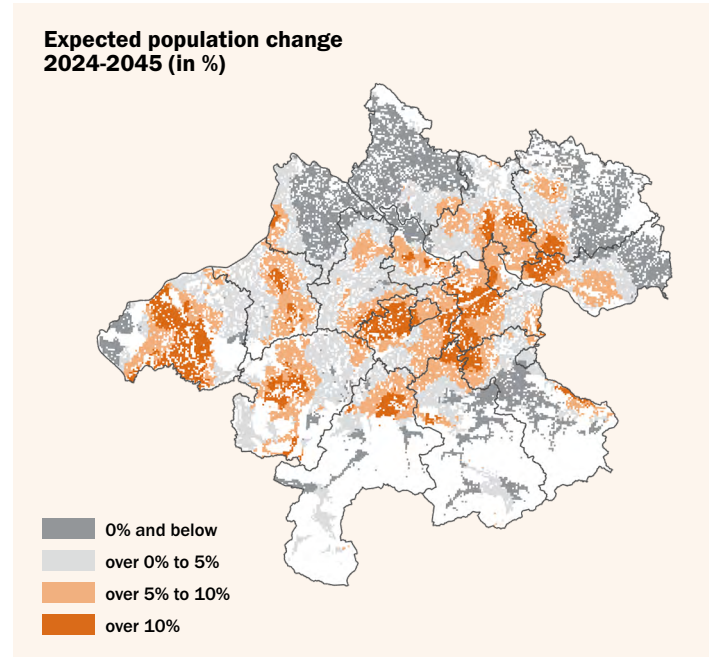 Expected population change
2024-2045 (in %)
0% and below
over 0% to 5%
over 5% to 10%
over 10%